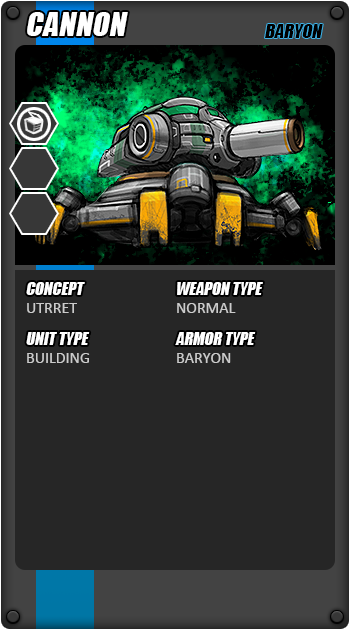 CANNON
BARYON
CONCEPT
UTRRET
WEAPON TYPE
NORMAL
UNIT TYPE
BUILDING
ARMOR TYPE
BARYON